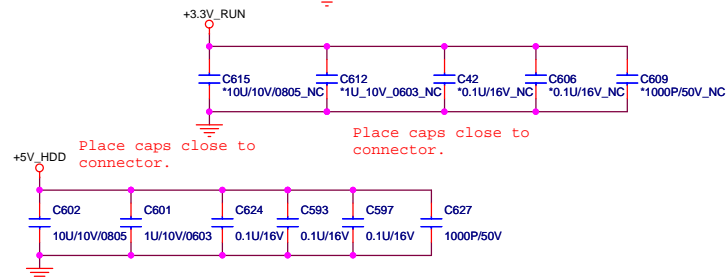 +3.3V_RUN
C615 C612 C42 C606 C609
*10U/10V/0805_NC *1U_10V_0603_NC *0.1U/16V_NC *0.1U/16V_NC *1000P/50V_NC
Place caps close to
connector.
Place caps close to
connector.
+5V_HDD
C602 C601 C624 C593 C597 C627
10U/10V/0805 1U/10V/0603 0.1U/16V 0.1U/16V 0.1U/16V 1000P/50V